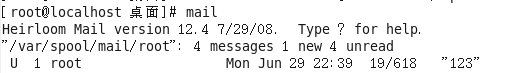 [root@localhost 桌面]# mail
Heirloom Mail version 12.4 7/29/08.  Type ? for help.
"/var/spool/mail/root": 4 messages 1 new 4 unread
 U  1 root                  Mon Jun 29 22:39  19/618   "123"